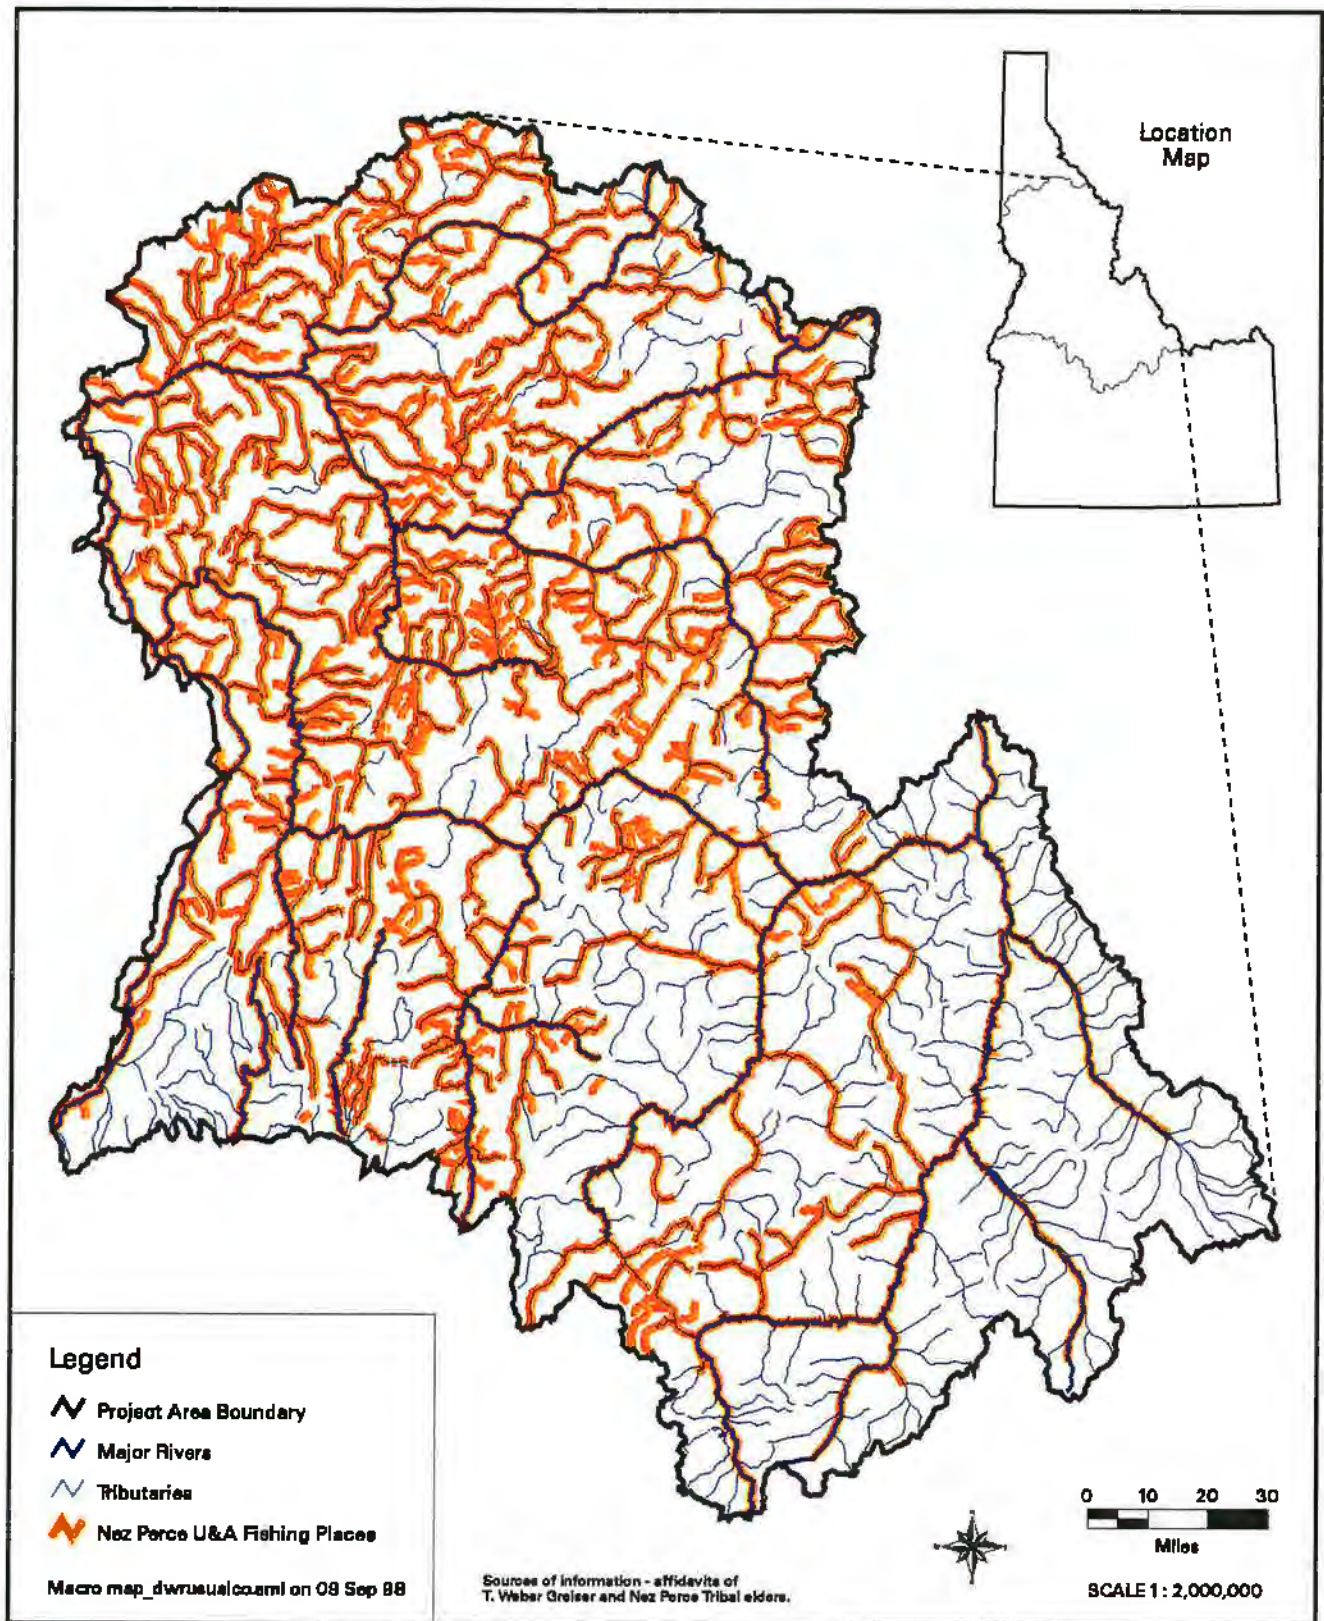 Location
Map
Legend
Project Area Boundary
Major Rivers
Tributaries
Nez Perce U&A Fishing Places
Macro map_dwrusualco.aml on 09 Sep 98
Sources of information - affidavits of
T. Weber Greiser and Nez Perce Tribal elders.
0 10 20 30
Miles
SCALE 1 : 2,000,000